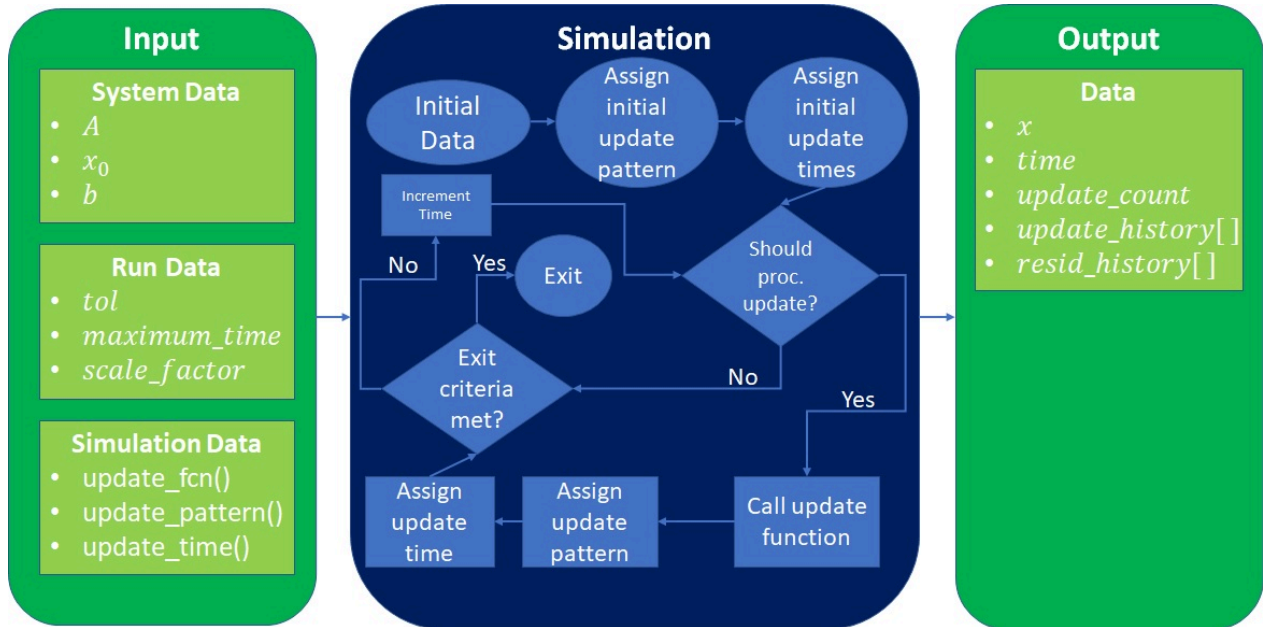 Input
System Data
• A
• x₀
• b
Run Data
• tol
• maximum_time
• scale_factor
Simulation Data
• update_fcn()
• update_pattern()
• update_time()
Simulation
Initial
Data
Assign
initial
update
pattern
Assign
initial
update
times
Increment
Time
No
Yes
Exit
Should
proc.
update?
Exit
criteria
met?
No
Yes
Assign
update
time
Assign
update
pattern
Call update
function
Output
Data
• x
• time
• update_count
• update_history[]
• resid_history[]